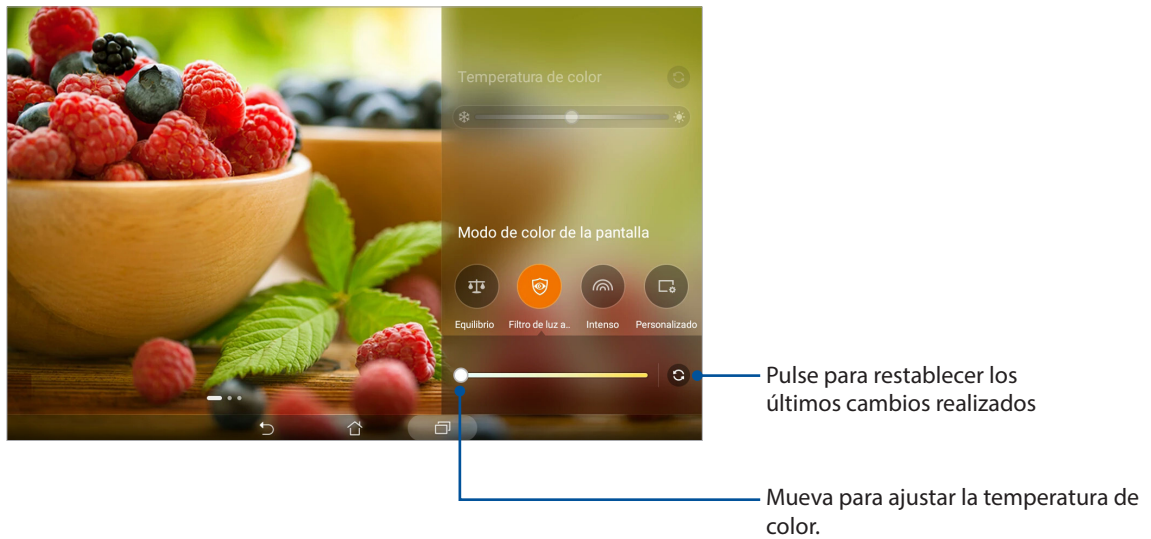 Temperatura de color
Modo de color de la pantalla
Equilibrio
Filtro de luz a..
Intenso
Personalizado
Pulse para restablecer los
últimos cambios realizados
Mueva para ajustar la temperatura de
color.